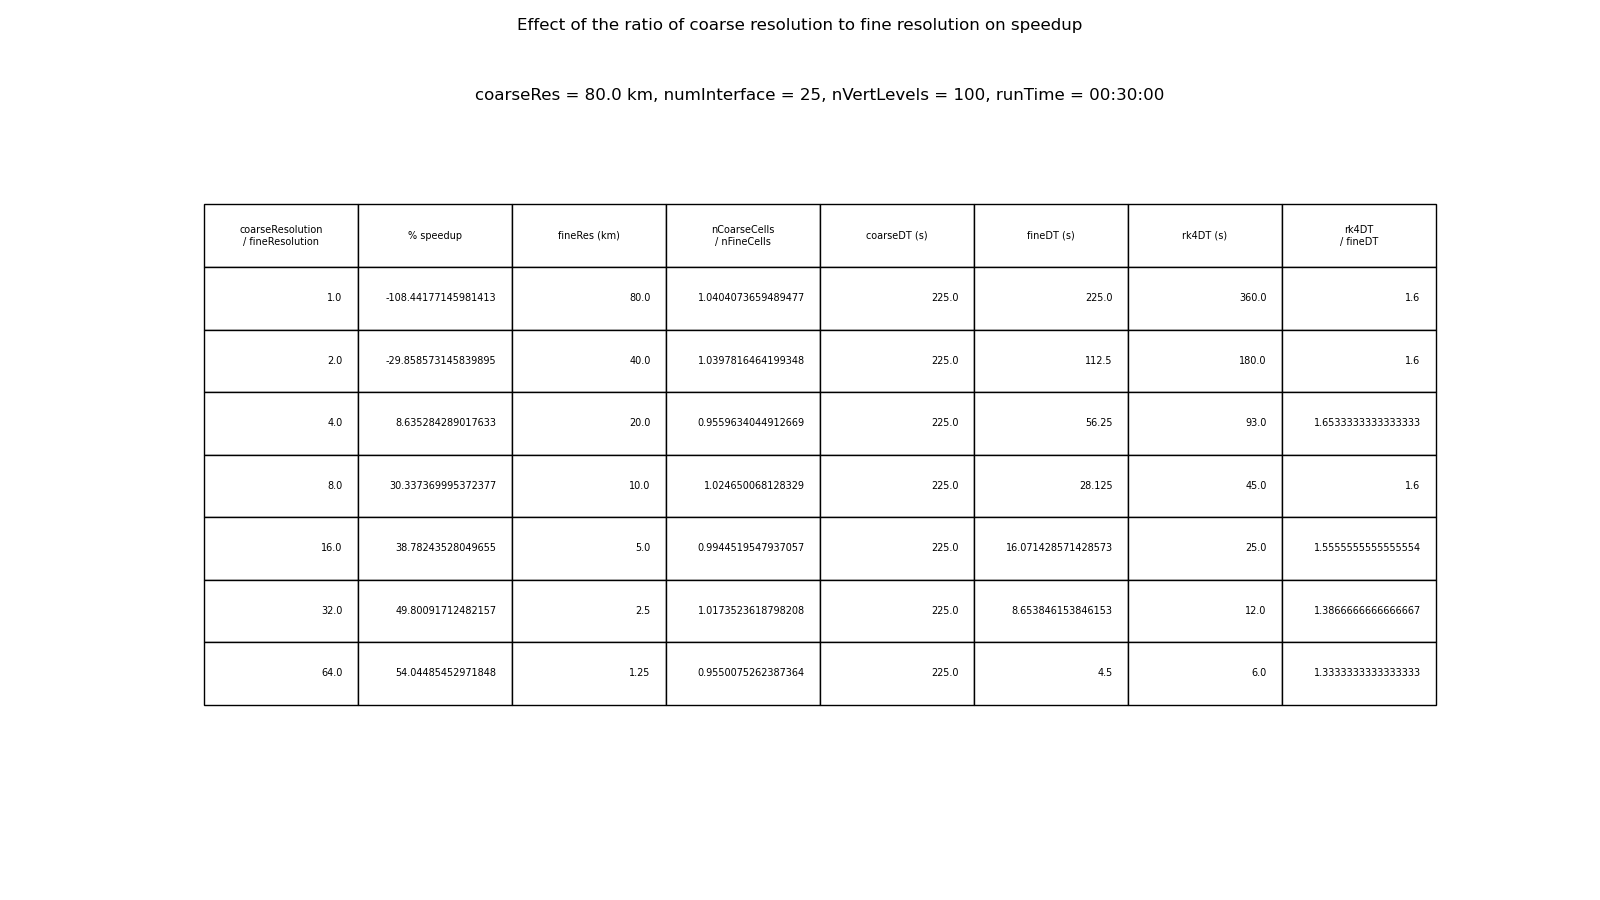 Effect of the ratio of coarse resolution to fine resolution on speedup
coarseRes = 80.0 km, numInterface = 25, nVertLevels = 100, runTime = 00:30:00
coarseResolution / fineResolution % speedup fineRes (km) nCoarseCells / nFineCells coarseDT (s) fineDT (s) rk4DT (s) rk4DT / fineDT
1.0 -108.44177145981413 80.0 1.0404073659489477 225.0 225.0 360.0 1.6
2.0 -29.858573145839895 40.0 1.0397816464199348 225.0 112.5 180.0 1.6
4.0 8.635284289017633 20.0 0.9559634044912669 225.0 56.25 93.0 1.6533333333333333
8.0 30.337369995372377 10.0 1.024650068128329 225.0 28.125 45.0 1.6
16.0 38.78243528049655 5.0 0.9944519547937057 225.0 16.071428571428573 25.0 1.5555555555555554
32.0 49.80091712482157 2.5 1.0173523618798208 225.0 8.653846153846153 12.0 1.3866666666666667
64.0 54.04485452971848 1.25 0.9550075262387364 225.0 4.5 6.0 1.3333333333333333